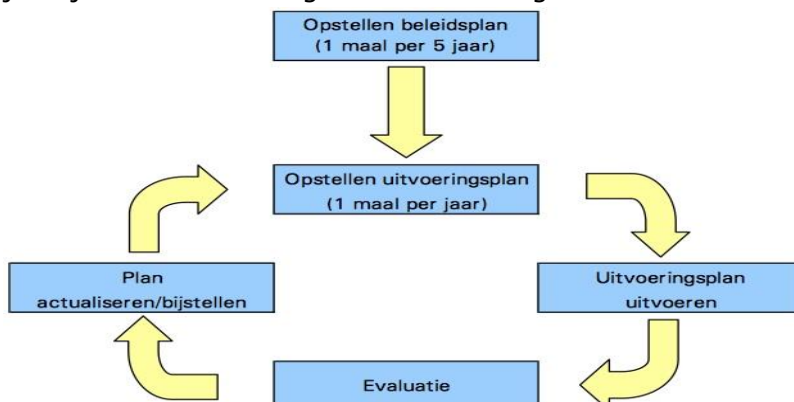 Opstellen beleidsplan
(1 maal per 5 jaar)
Opstellen uitvoeringsplan
(1 maal per jaar)
Plan
actualiseren/bijstellen
Uitvoeringsplan
uitvoeren
Evaluatie